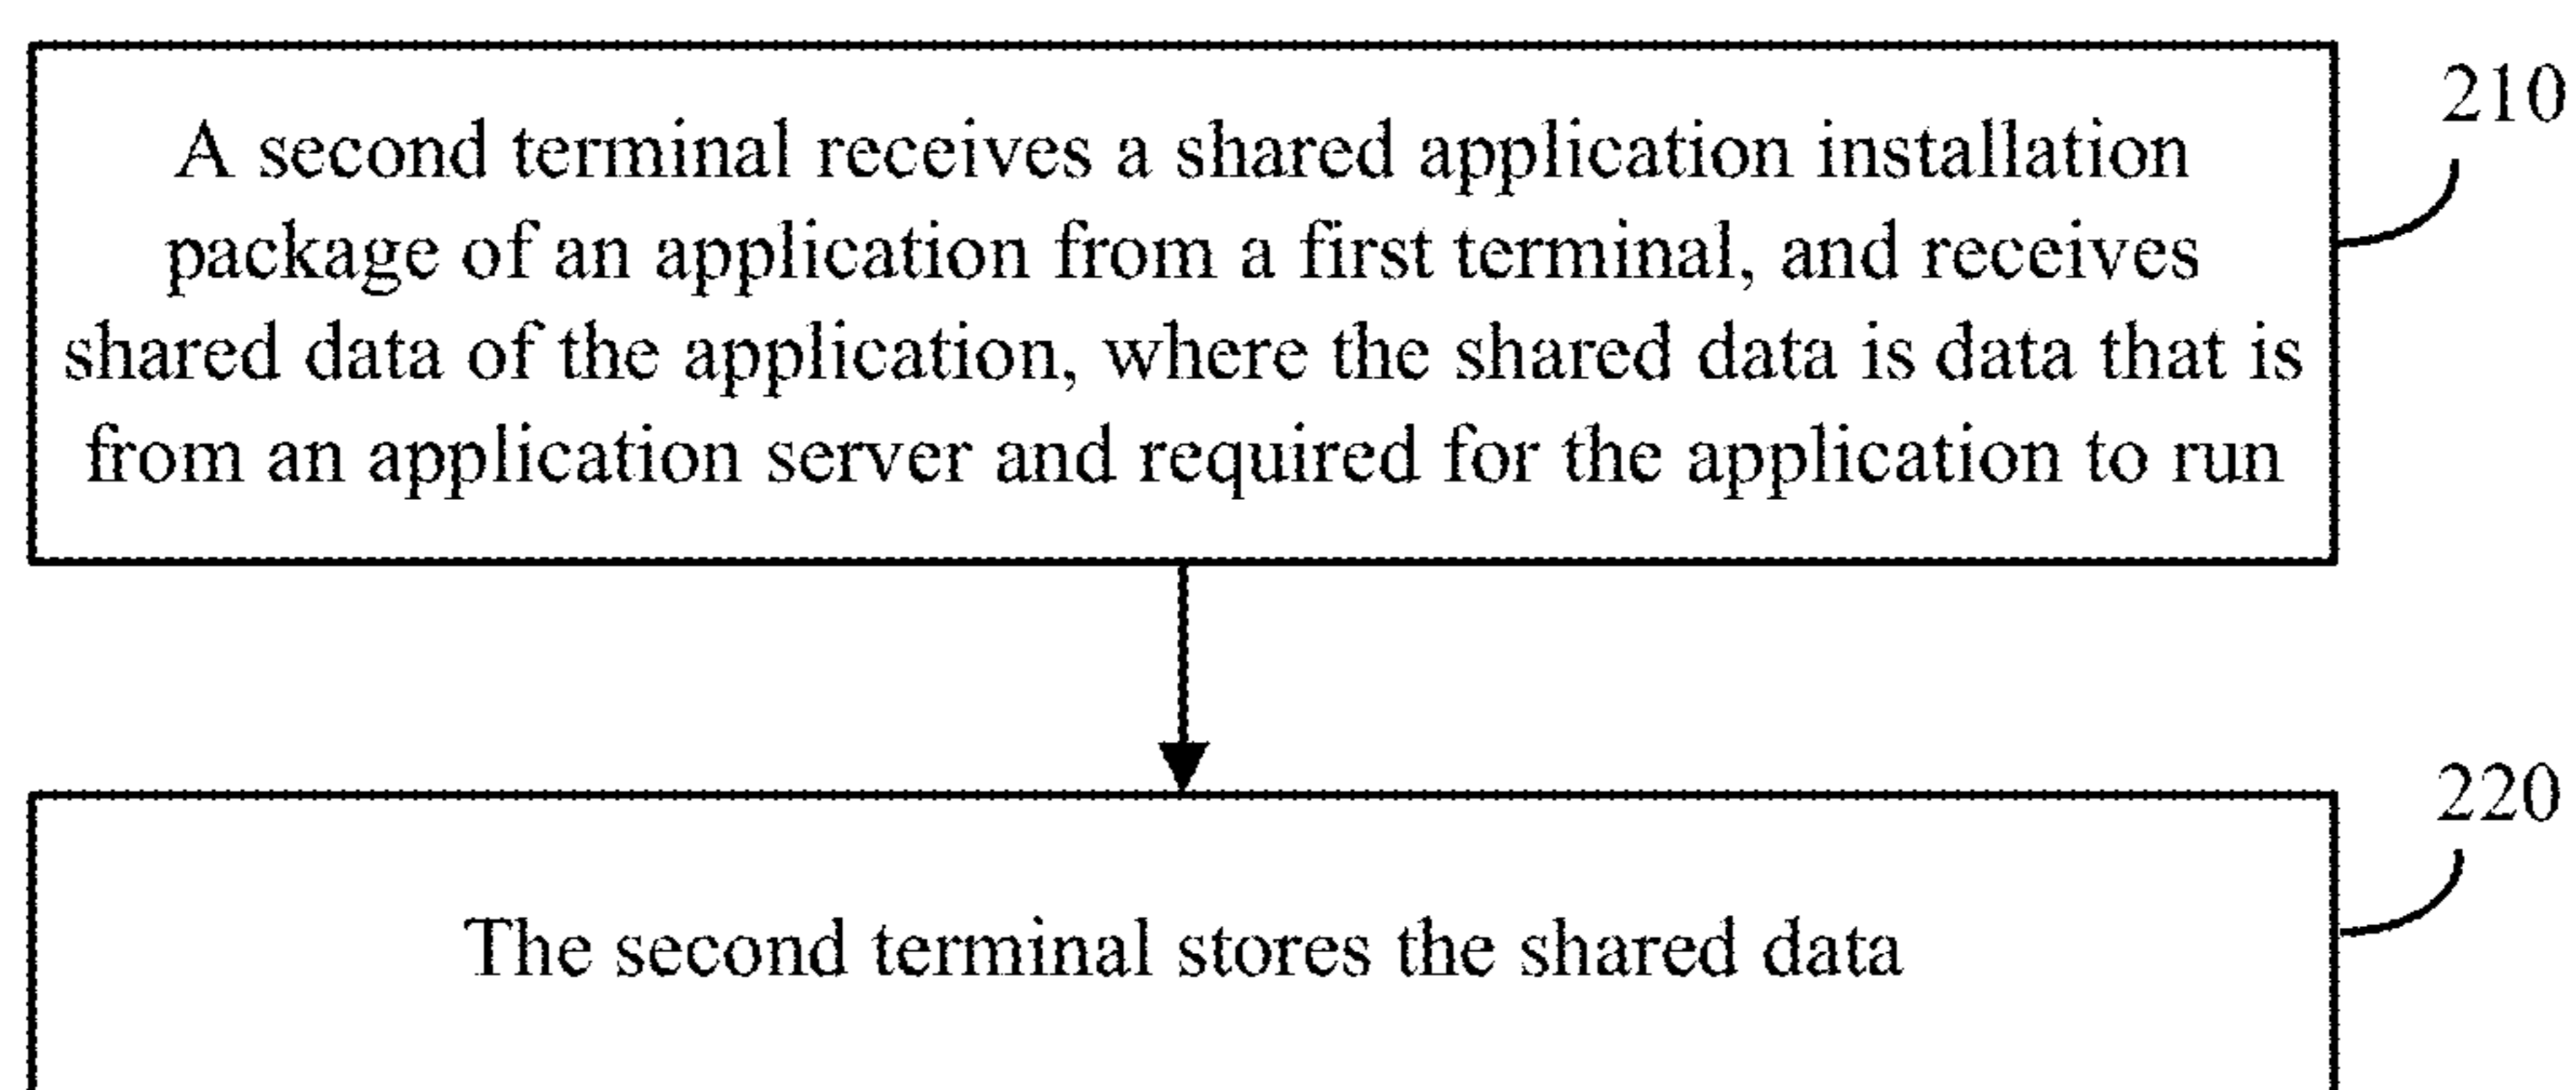 210
A second terminal receives a shared application installation
package of an application from a first terminal, and receives
shared data of the application, where the shared data is data that is
from an application server and required for the application to run
220
The second terminal stores the shared data